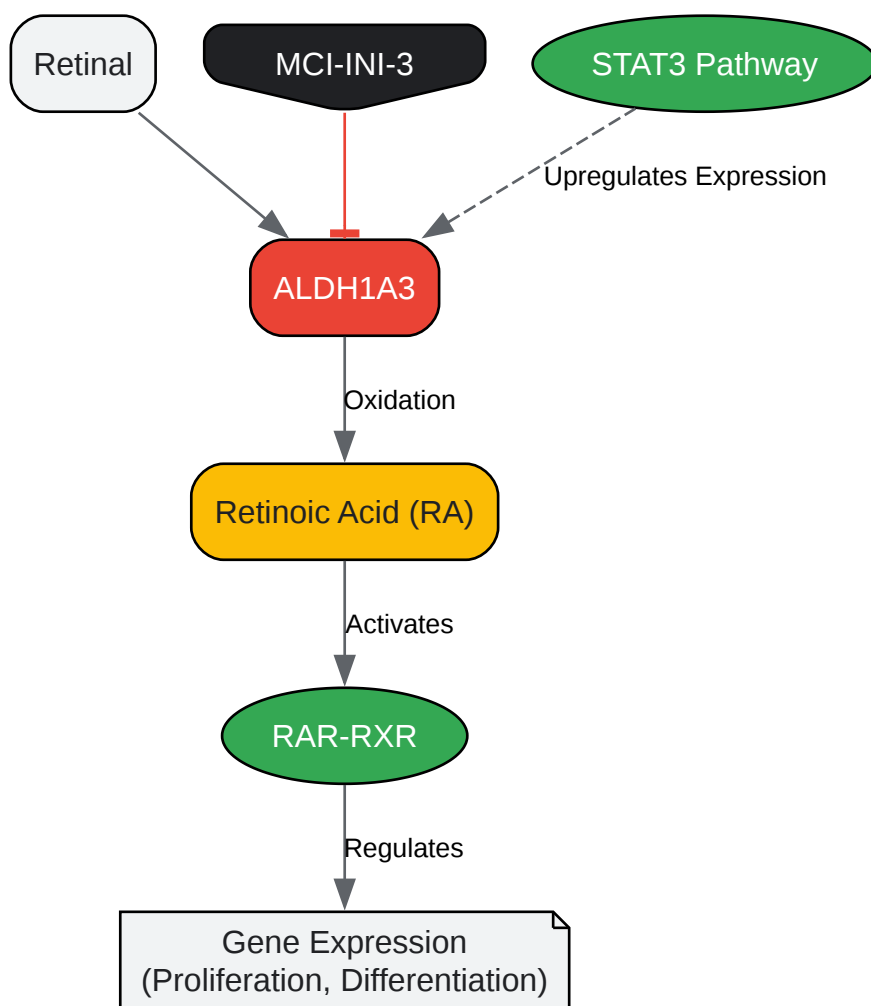 Retinal
MCI-INI-3
STAT3 Pathway
Upregulates Expression
ALDH1A3
Oxidation
Retinoic Acid (RA)
Activates
RAR-RXR
Regulates
Gene Expression
(Proliferation, Differentiation)